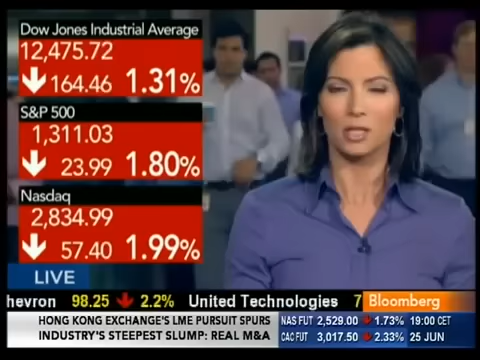 Dow Jones Industrial Average
12,475.72
164.46 1.31%
S&P 500
1,311.03
23.99 1.80%
Nasdaq
2,834.99
57.40 1.99%
LIVE
hevron 98.25 2.2% United Technologies 7
Bloomberg
HONG KONG EXCHANGE'S LME PURSUIT SPURS
INDUSTRY'S STEEPEST SLUMP: REAL M&A
NAS FUT 2,529.00 1.73% 19:00 CET
CAC FUT 3,017.50 2.33% 25 JUN